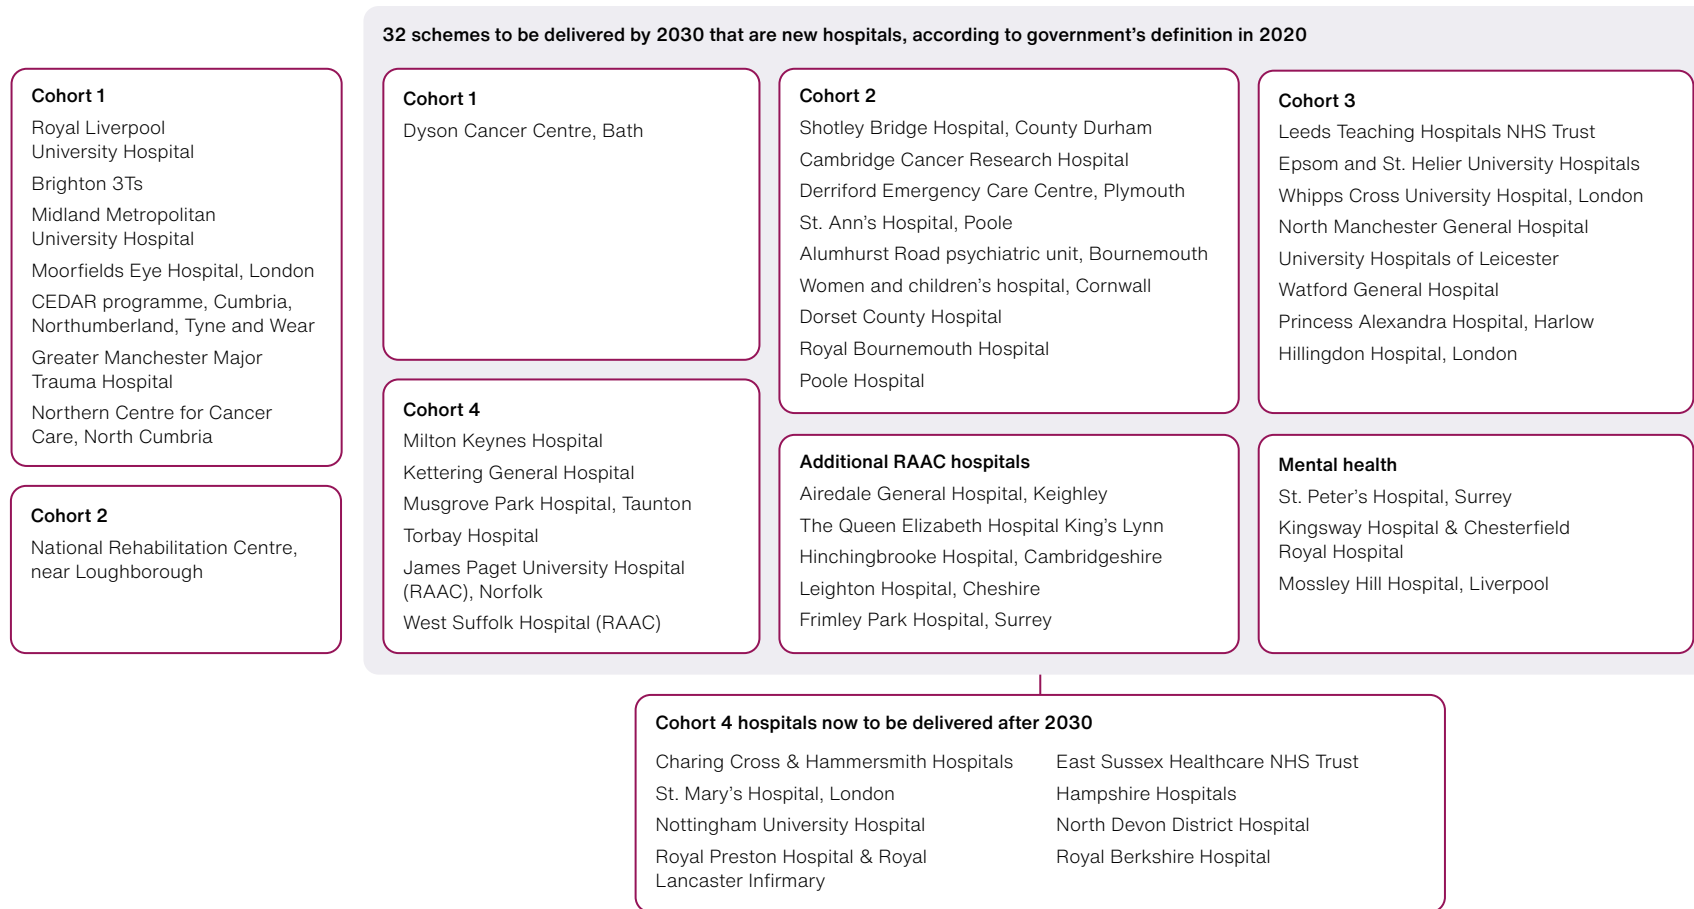 32 schemes to be delivered by 2030 that are new hospitals, according to government’s definition in 2020
Cohort 1
Royal Liverpool
University Hospital
Brighton 3Ts
Midland Metropolitan
University Hospital
Moorfields Eye Hospital, London
CEDAR programme, Cumbria,
Northumberland, Tyne and Wear
Greater Manchester Major
Trauma Hospital
Northern Centre for Cancer
Care, North Cumbria
Cohort 2
National Rehabilitation Centre,
near Loughborough
Cohort 1
Dyson Cancer Centre, Bath
Cohort 2
Shotley Bridge Hospital, County Durham
Cambridge Cancer Research Hospital
Derriford Emergency Care Centre, Plymouth
St. Ann’s Hospital, Poole
Alumhurst Road psychiatric unit, Bournemouth
Women and children’s hospital, Cornwall
Dorset County Hospital
Royal Bournemouth Hospital
Poole Hospital
Cohort 3
Leeds Teaching Hospitals NHS Trust
Epsom and St. Helier University Hospitals
Whipps Cross University Hospital, London
North Manchester General Hospital
University Hospitals of Leicester
Watford General Hospital
Princess Alexandra Hospital, Harlow
Hillingdon Hospital, London
Cohort 4
Milton Keynes Hospital
Kettering General Hospital
Musgrove Park Hospital, Taunton
Torbay Hospital
James Paget University Hospital
(RAAC), Norfolk
West Suffolk Hospital (RAAC)
Additional RAAC hospitals
Airedale General Hospital, Keighley
The Queen Elizabeth Hospital King’s Lynn
Hinchingbrooke Hospital, Cambridgeshire
Leighton Hospital, Cheshire
Frimley Park Hospital, Surrey
Mental health
St. Peter’s Hospital, Surrey
Kingsway Hospital & Chesterfield
Royal Hospital
Mossley Hill Hospital, Liverpool
Cohort 4 hospitals now to be delivered after 2030
Charing Cross & Hammersmith Hospitals
St. Mary’s Hospital, London
Nottingham University Hospital
Royal Preston Hospital & Royal
Lancaster Infirmary
East Sussex Healthcare NHS Trust
Hampshire Hospitals
North Devon District Hospital
Royal Berkshire Hospital